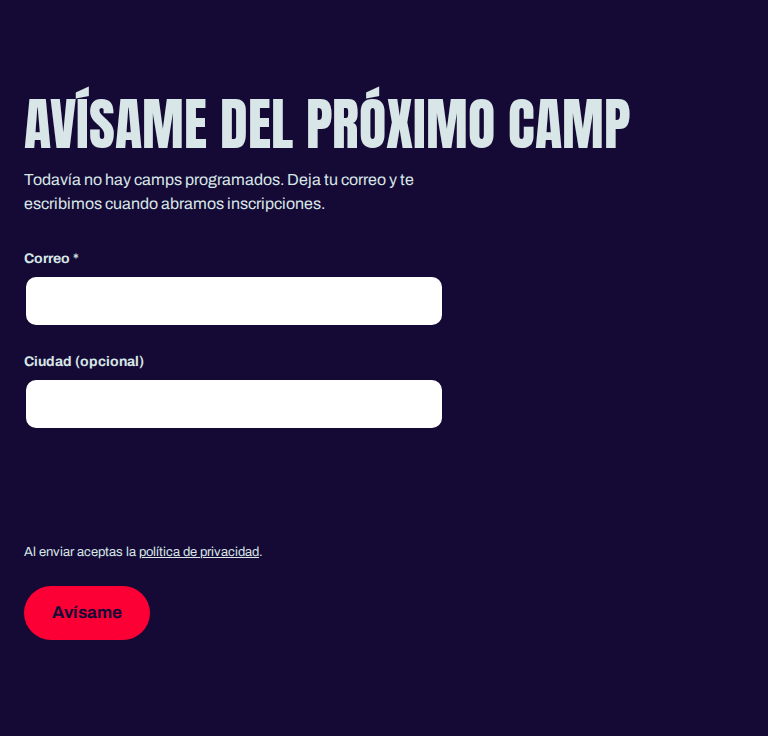 AVÍSAME DEL PRÓXIMO CAMP
Todavía no hay camps programados. Deja tu correo y te
escribimos cuando abramos inscripciones.
Correo *
Ciudad (opcional)
Al enviar aceptas la política de privacidad.
Avísame